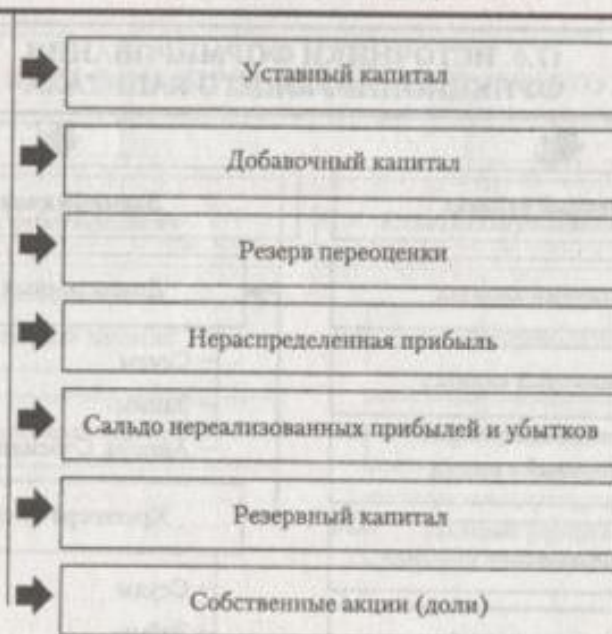 Уставный капитал
Добавочный капитал
Резерв переоценки
Нераспределенная прибыль
Сальдо нереализованных прибылей и убытков
Резервный капитал
Собственные акции (доли)